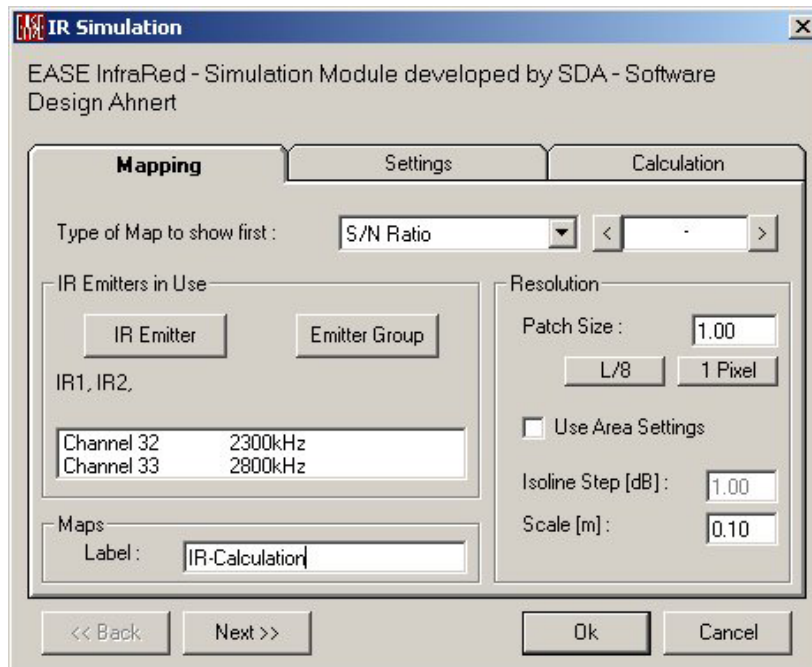 IR Simulation
EASE InfraRed - Simulation Module developed by SDA - Software
Design Ahnert
Mapping Settings Calculation
Type of Map to show first : S/N Ratio < - >
IR Emitters in Use
IR Emitter Emitter Group
IR1, IR2,
Channel 32 2300kHz
Channel 33 2800kHz
Maps
Label : IR-Calculation
Resolution
Patch Size : 1.00
L/8 1 Pixel
Use Area Settings
Isoline Step [dB] : 1.00
Scale [m] : 0.10
<< Back Next >> Ok Cancel